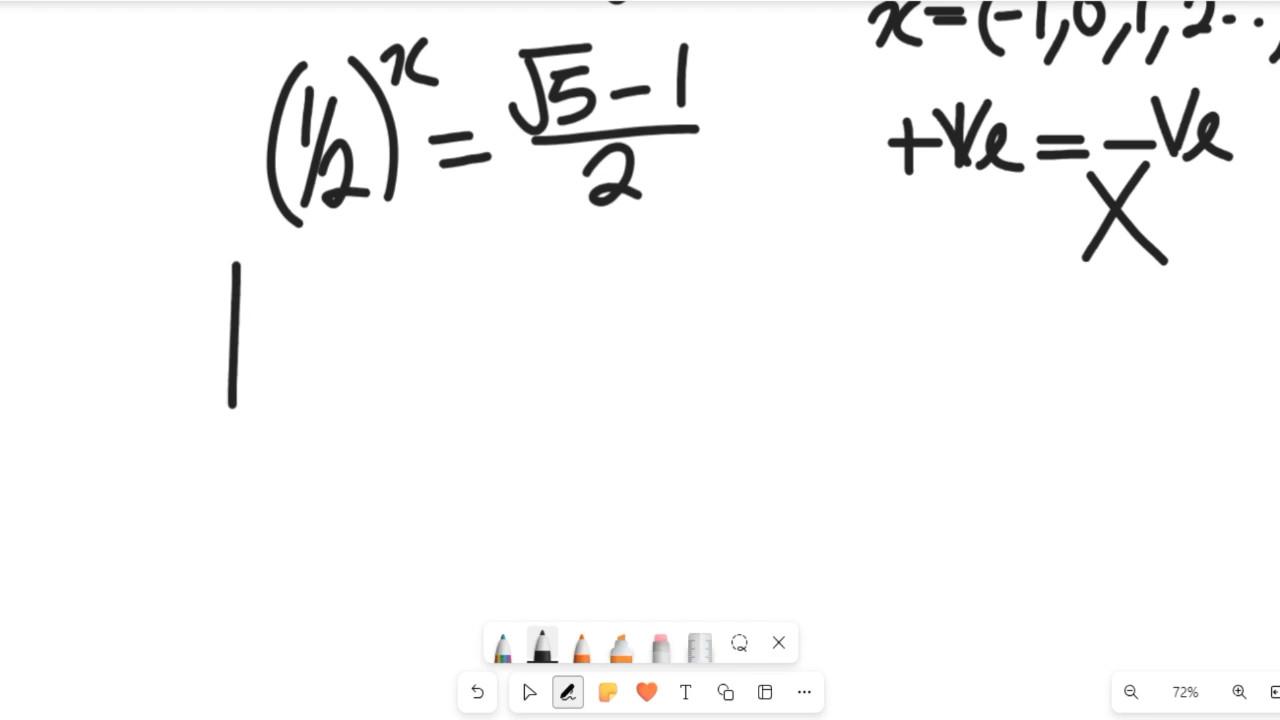 x=(-1,0,1,2..,
(1/2)^x = (√5-1)/2
+Ve = -Ve
X
|
T
72%